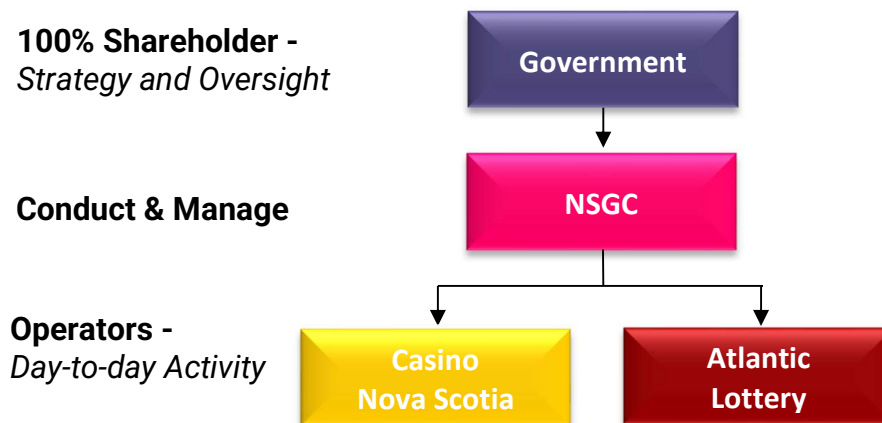 100% Shareholder -
Strategy and Oversight
Government
Conduct & Manage
NSGC
Operators -
Day-to-day Activity
Casino
Nova Scotia
Atlantic
Lottery